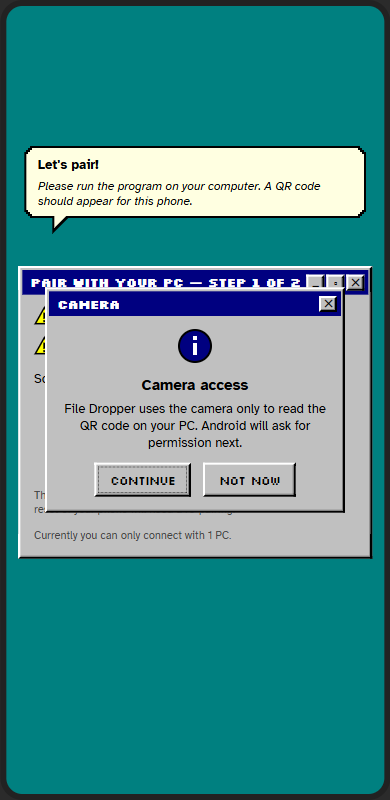 Let's pair!
Please run the program on your computer. A QR code
should appear for this phone.
PAIR WITH YOUR PC — STEP 1 OF 2
CAMERA
Camera access
File Dropper uses the camera only to read the
QR code on your PC. Android will ask for
permission next.
CONTINUE
NOT NOW
Currently you can only connect with 1 PC.